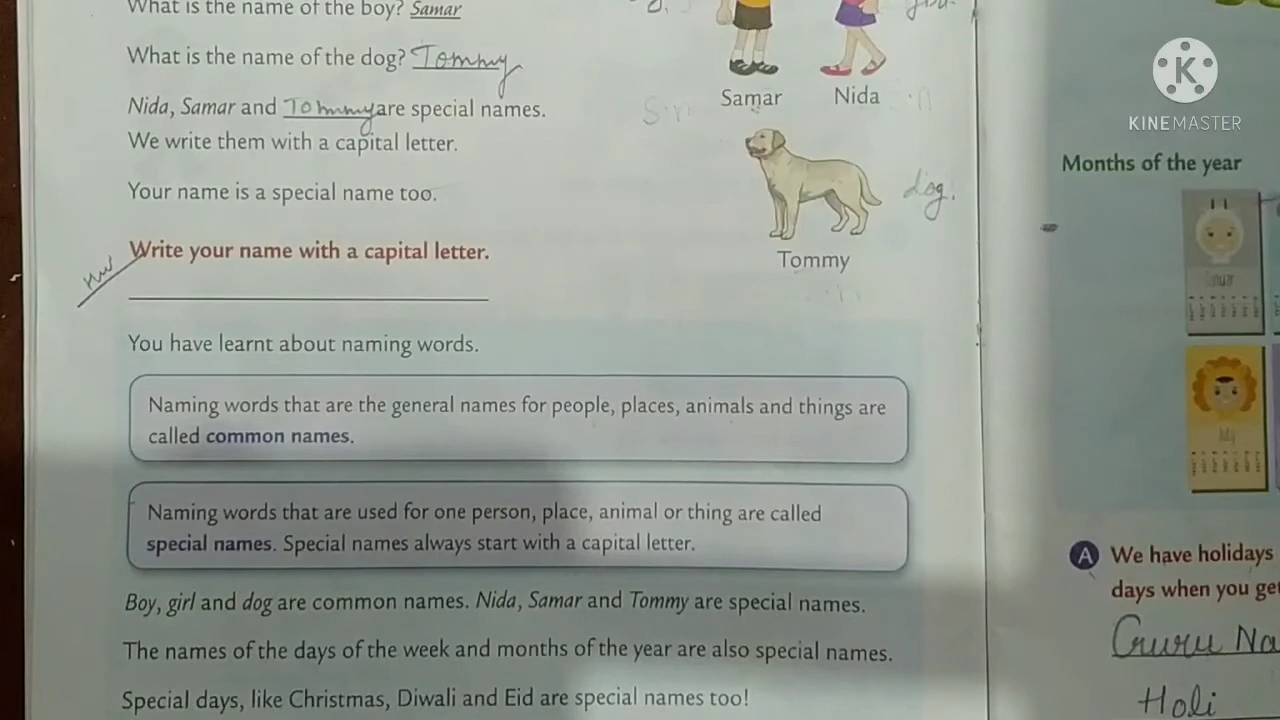 What is the name of the boy? Samar
What is the name of the dog? Tommy
Nida, Samar and Tommy are special names.
We write them with a capital letter.
Your name is a special name too.
Write your name with a capital letter.
You have learnt about naming words.
Naming words that are the general names for people, places, animals and things are
called common names.
Naming words that are used for one person, place, animal or thing are called
special names. Special names always start with a capital letter.
Boy, girl and dog are common names. Nida, Samar and Tommy are special names.
The names of the days of the week and months of the year are also special names.
Special days, like Christmas, Diwali and Eid are special names too!
Samar
Nida
dog.
Tommy
K
KINEMASTER
Months of the year
July
A We have holidays
days when you get
Guru Na
Holi